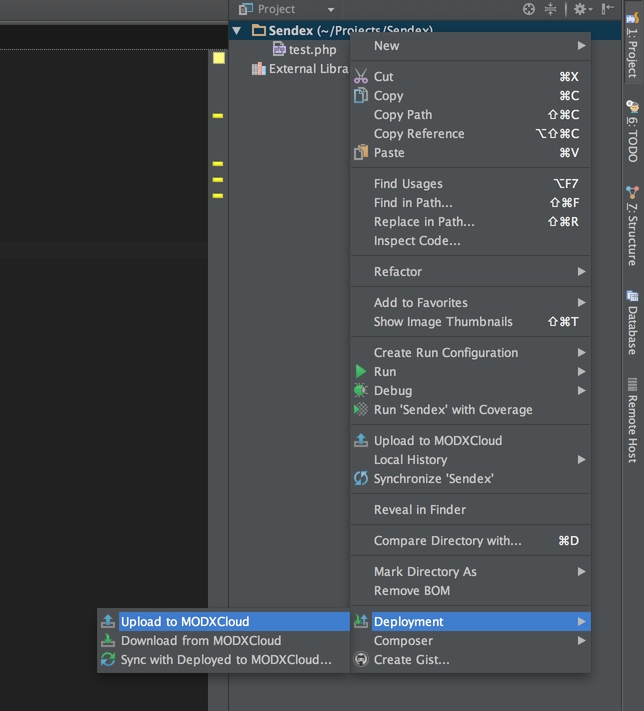 Project
Sendex (~/Projects/Sendex)
test.php
External Libra
New
Cut ⌘X
Copy ⌘C
Copy Path ⇧⌘C
Copy Reference ⌥⇧⌘C
Paste ⌘V
Find Usages ⌥F7
Find in Path... ⇧⌘F
Replace in Path... ⇧⌘R
Inspect Code...
Refactor
Add to Favorites
Show Image Thumbnails ⇧⌘T
Create Run Configuration
Run
Debug
Run 'Sendex' with Coverage
Upload to MODXCloud
Local History
Synchronize 'Sendex'
Reveal in Finder
Compare Directory with... ⌘D
Mark Directory As
Remove BOM
Deployment
Composer
Create Gist...
Upload to MODXCloud
Download from MODXCloud
Sync with Deployed to MODXCloud...
1: Project
6: TODO
7: Structure
Database
Remote Host